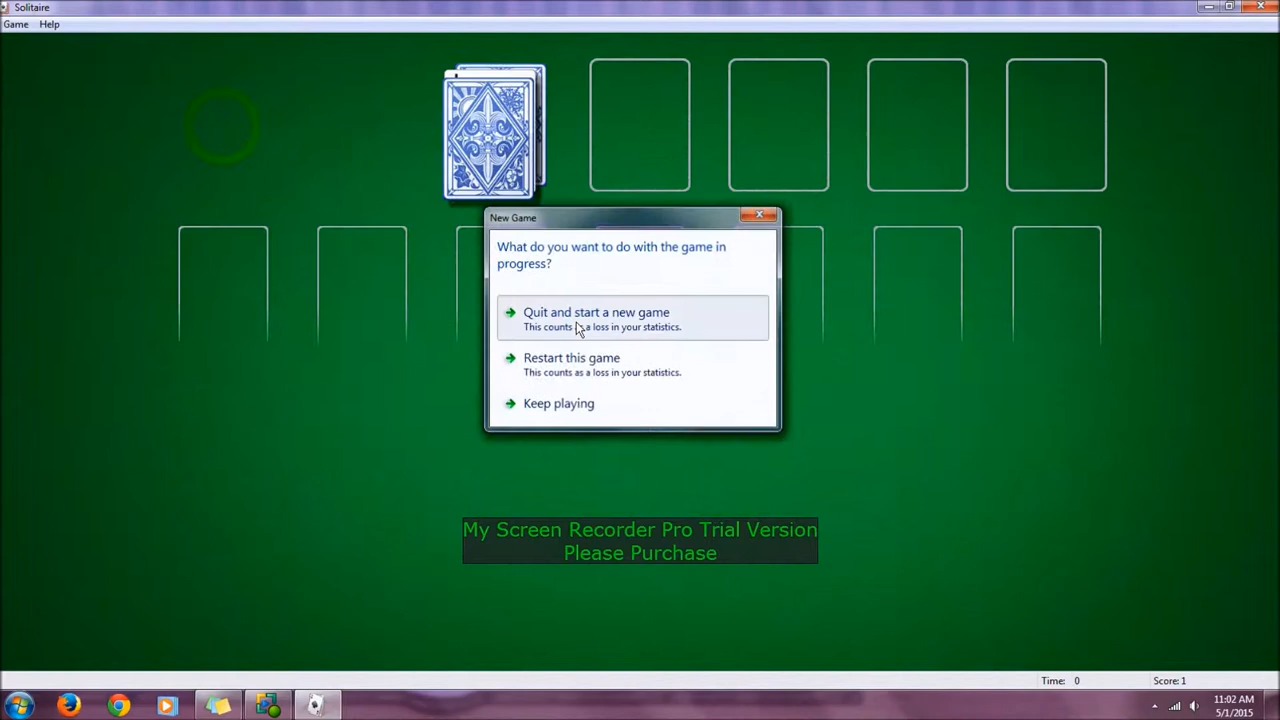 Solitaire
Game Help
New Game
What do you want to do with the game in
progress?
Quit and start a new game
This counts as a loss in your statistics.
Restart this game
This counts as a loss in your statistics.
Keep playing
My Screen Recorder Pro Trial Version
Please Purchase
Time: 0 Score: 1
11:02 AM
5/1/2015